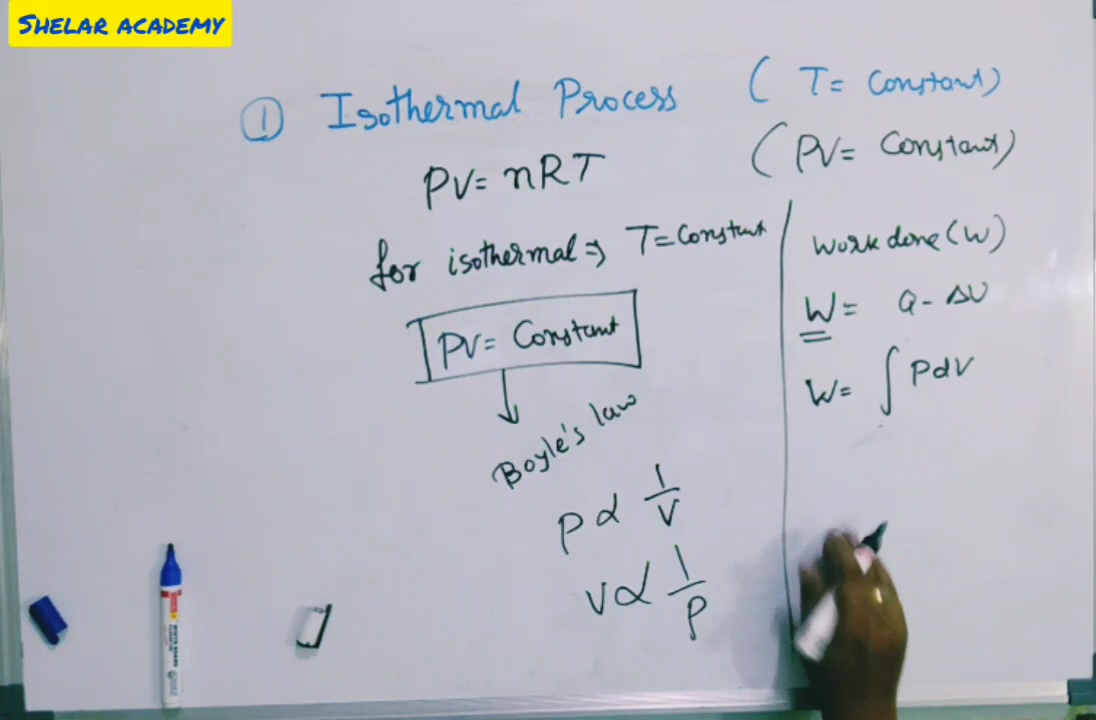 SHELAR ACADEMY
① Isothermal Process ( T = Constant)
(PV = Constant)
PV = nRT
for isothermal ⇒ T = Constant
PV = Constant
Boyle's law
P ∝ 1/V
V ∝ 1/P
Work done (W)
W = Q - ΔU
W = ∫ PdV